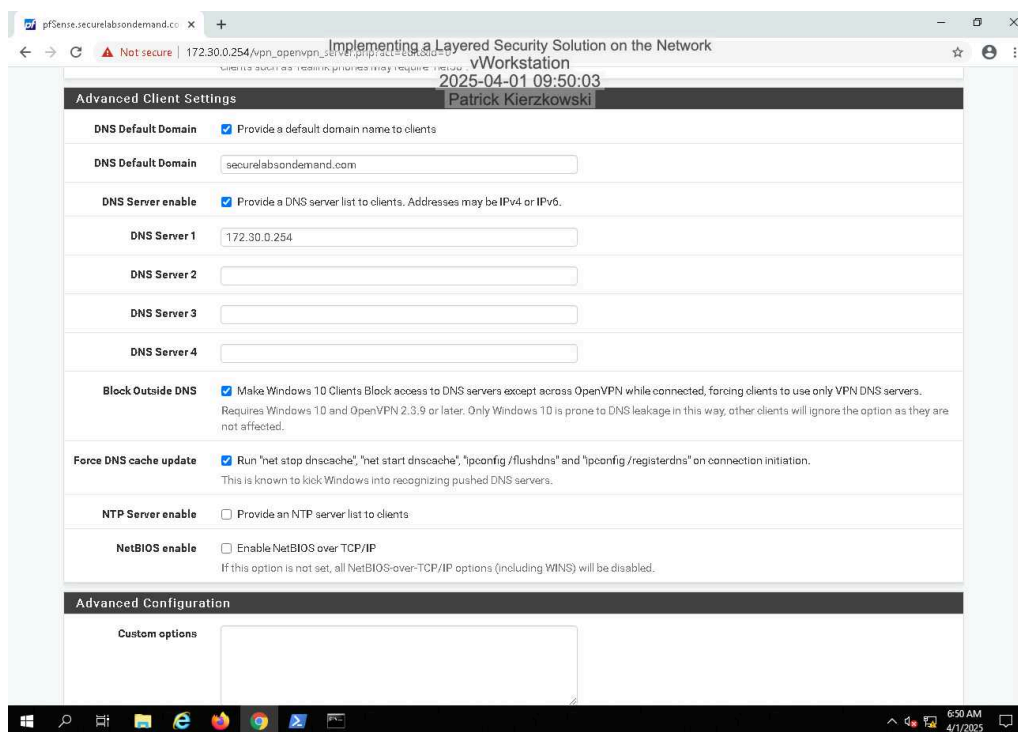 pfSense.securelabsondemand.co
Not secure | 172.30.0.254/vpn_openvpn_server.php?act=edit&id=0
Implementing a Layered Security Solution on the Network
vWorkstation
2025-04-01 09:50:03
Patrick Kierzkowski
Advanced Client Settings
DNS Default Domain Provide a default domain name to clients
DNS Default Domain securelabsondemand.com
DNS Server enable Provide a DNS server list to clients. Addresses may be IPv4 or IPv6.
DNS Server 1 172.30.0.254
DNS Server 2
DNS Server 3
DNS Server 4
Block Outside DNS Make Windows 10 Clients Block access to DNS servers except across OpenVPN while connected, forcing clients to use only VPN DNS servers.
Requires Windows 10 and OpenVPN 2.3.9 or later. Only Windows 10 is prone to DNS leakage in this way, other clients will ignore the option as they are
not affected.
Force DNS cache update Run "net stop dnscache", "net start dnscache", "ipconfig /flushdns" and "ipconfig /registerdns" on connection initiation.
This is known to kick Windows into recognizing pushed DNS servers.
NTP Server enable Provide an NTP server list to clients
NetBIOS enable Enable NetBIOS over TCP/IP
If this option is not set, all NetBIOS-over-TCP/IP options (including WINS) will be disabled.
Advanced Configuration
Custom options
6:50 AM
4/1/2025